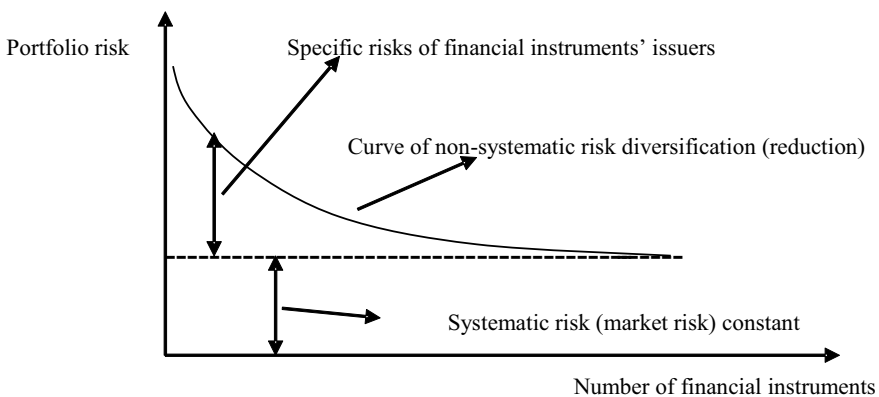 Portfolio risk
Specific risks of financial instruments’ issuers
Curve of non-systematic risk diversification (reduction)
Systematic risk (market risk) constant
Number of financial instruments